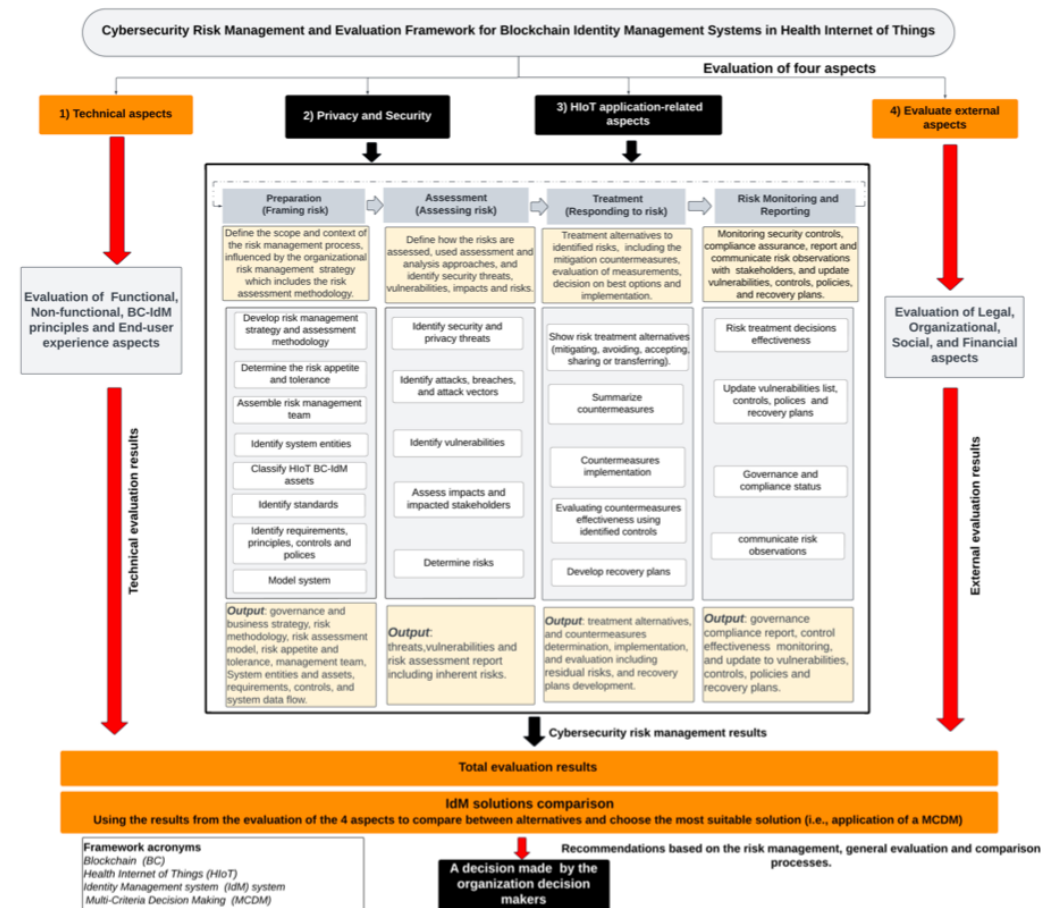 Cybersecurity Risk Management and Evaluation Framework for Blockchain Identity Management Systems in Health Internet of Things
Evaluation of four aspects
1) Technical aspects
2) Privacy and Security
3) HIoT application-related
aspects
4) Evaluate external
aspects
Preparation
(Framing risk)
Assessment
(Assessing risk)
Treatment
(Responding to risk)
Risk Monitoring and
Reporting
Define the scope and context of
the risk management process,
influenced by the organizational
risk management strategy
which includes the risk
assessment methodology.
Define how the risks are
assessed, used assessment and
analysis approaches, and
identify security threats,
vulnerabilities, impacts and risks.
Treatment alternatives to
identified risks, including the
mitigation countermeasures,
evaluation of measurements,
decision on best options and
implementation.
Monitoring security controls,
compliance assurance, report and
communicate risk observations
with stakeholders, and update
vulnerabilities, controls, policies,
and recovery plans.
Evaluation of Functional,
Non-functional, BC-IdM
principles and End-user
experience aspects
Evaluation of Legal,
Organizational,
Social, and Financial
aspects
Develop risk management
strategy and assessment
methodology
Determine the risk appetite
and tolerance
Assemble risk management
team
Identify system entities
Classify HIoT BC-IdM
assets
Identify standards
Identify requirements,
principles, controls and
polices
Model system
Identify security and
privacy threats
Identify attacks, breaches,
and attack vectors
Identify vulnerabilities
Assess impacts and
impacted stakeholders
Determine risks
Show risk treatment alternatives
(mitigating, avoiding, accepting,
sharing or transferring).
Summarize
countermeasures
Countermeasures
implementation
Evaluating countermeasures
effectiveness using
identified controls
Develop recovery plans
Risk treatment decisions
effectiveness
Update vulnerabilities list,
controls, polices and
recovery plans
Governance and
compliance status
communicate risk
observations
Technical evaluation results
External evaluation results
Output: governance and
business strategy, risk
methodology, risk assessment
model, risk appetite and
tolerance, management team,
System entities and assets,
requirements, controls, and
system data flow.
Output:
threats,vulnerabilities and
risk assessment report
including inherent risks.
Output: treatment alternatives,
and countermeasures
determination, implementation,
and evaluation including
residual risks, and recovery
plans development.
Output: governance
compliance report, control
effectiveness monitoring,
and update to vulnerabilities,
controls, policies and
recovery plans.
Cybersecurity risk management results
Total evaluation results
IdM solutions comparison
Using the results from the evaluation of the 4 aspects to compare between alternatives and choose the most suitable solution (i.e., application of a MCDM)
Framework acronyms
Blockchain (BC)
Health Internet of Things (HIoT)
Identity Management system (IdM) system
Multi-Criteria Decision Making (MCDM)
Recommendations based on the risk management, general evaluation and comparison
processes.
A decision made by the
organization decision
makers